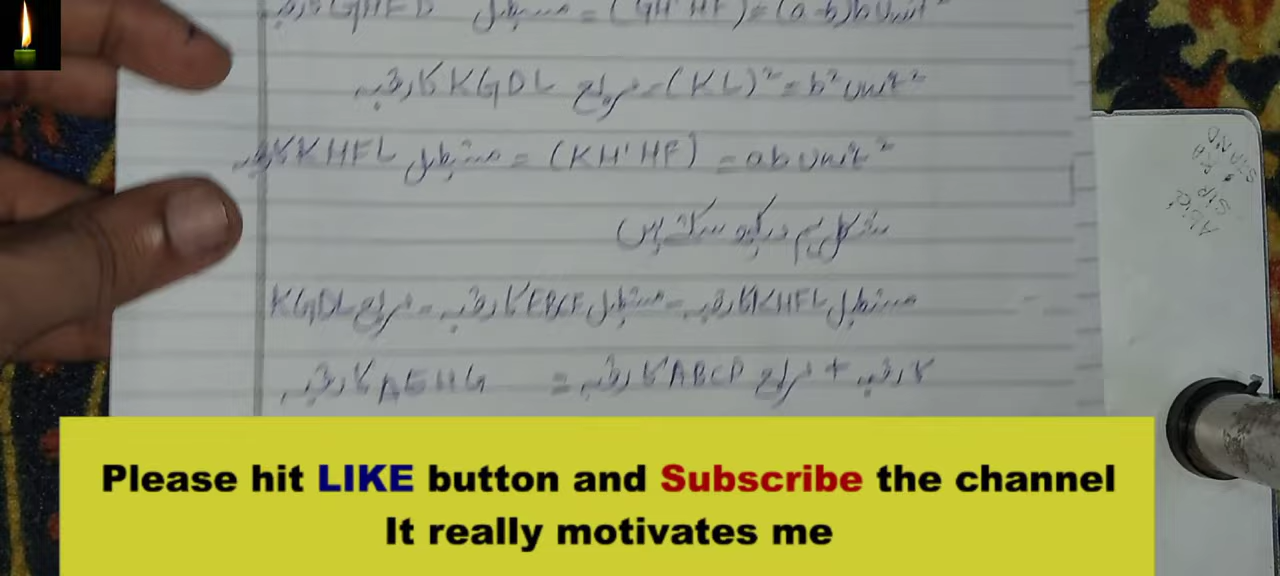 کا رقبہ GHFD مستطیل = (GH·HF) = (a-b)b unit²
کا رقبہ KGDL مربع = (KL)² = b² unit²
کا رقبہ KHFL مستطیل = (KH·HF) = ab unit²
شکل میں ہم دیکھ سکتے ہیں
مستطیل KHFL کا رقبہ = مستطیل EBCF کا رقبہ = مربع KGDL
کا رقبہ + مربع ABCD کا رقبہ = AEHG کا رقبہ
Please hit LIKE button and Subscribe the channel
It really motivates me